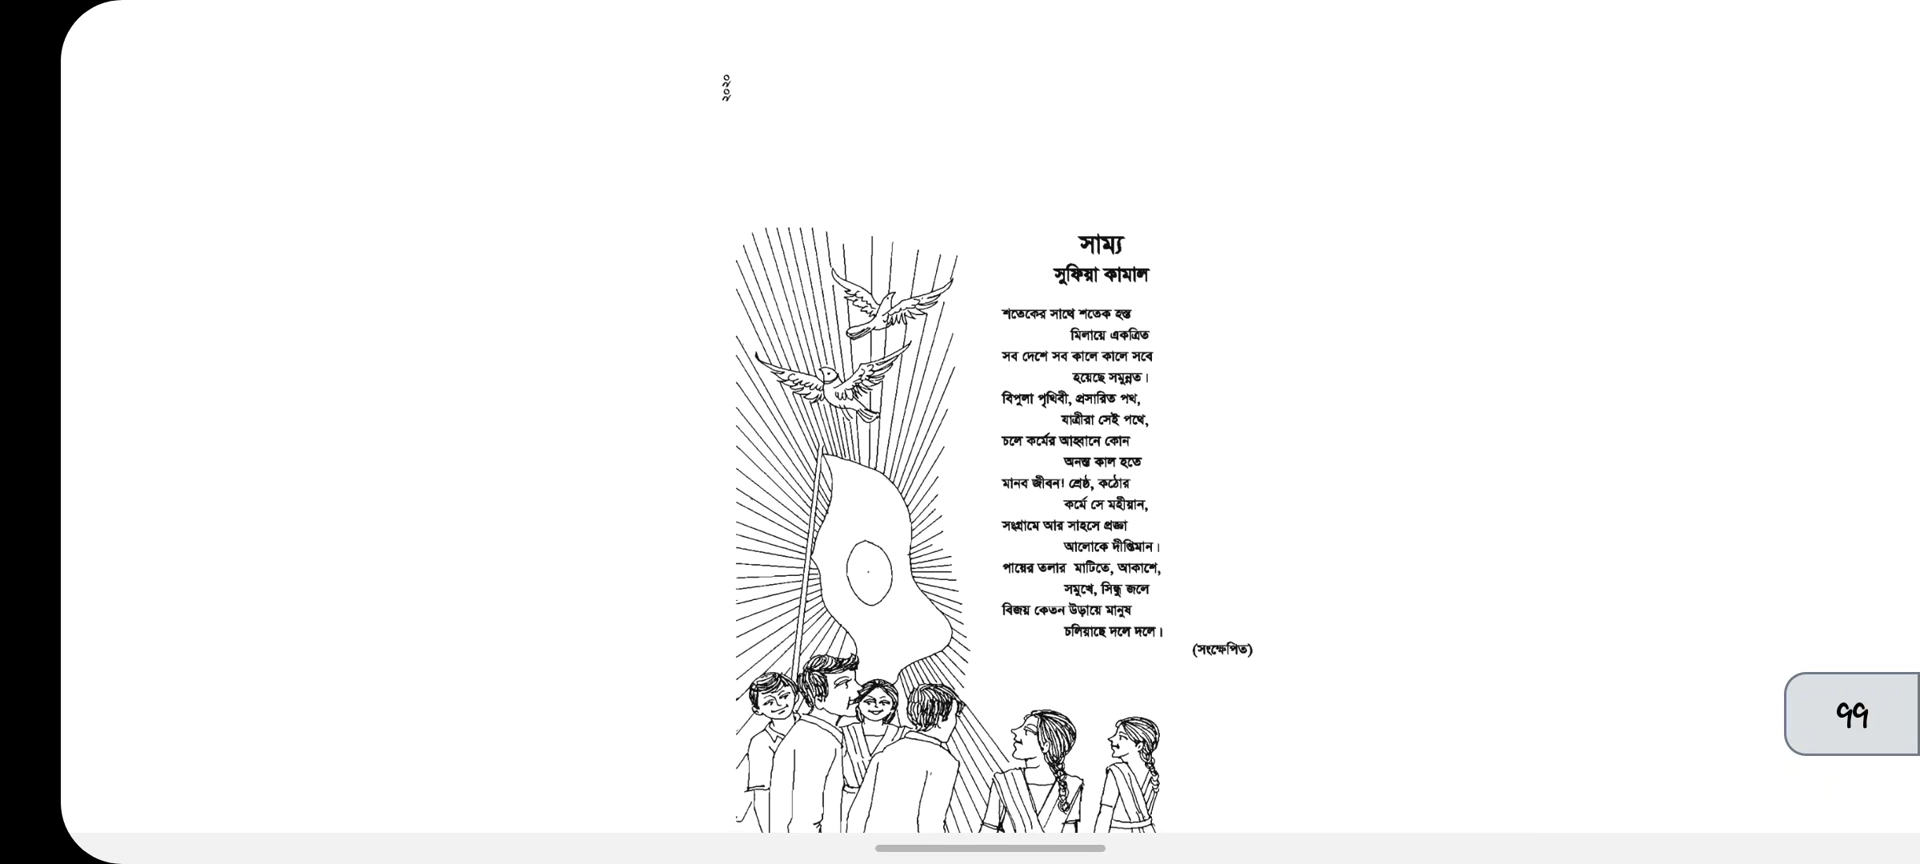 ২০২০
সাম্য
সুফিয়া কামাল
শতেকের সাথে শতেক হস্ত
মিলায়ে একত্রিত
সব দেশে সব কালে কালে সবে
হয়েছে সমুন্নত।
বিপুলা পৃথিবী, প্রসারিত পথ,
যাত্রীরা সেই পথে,
চলে কর্মের আহ্বানে কোন
অনন্ত কাল হতে
মানব জীবন! শ্রেষ্ঠ, কঠোর
কর্মে সে মহীয়ান,
সংগ্রামে আর সাহসে প্রজ্ঞা
আলোকে দীপ্তিমান।
পায়ের তলার মাটিতে, আকাশে,
সমুখে, সিন্ধু জলে
বিজয় কেতন উড়ায়ে মানুষ
চলিয়াছে দলে দলে।
(সংক্ষেপিত)
৭৭